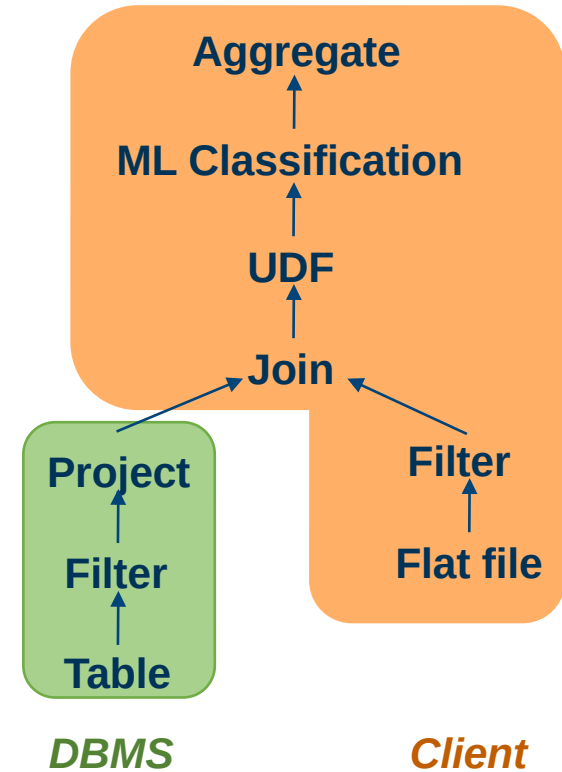 Aggregate
ML Classification
UDF
Join
Project
Filter
Filter
Flat file
Table
DBMS
Client